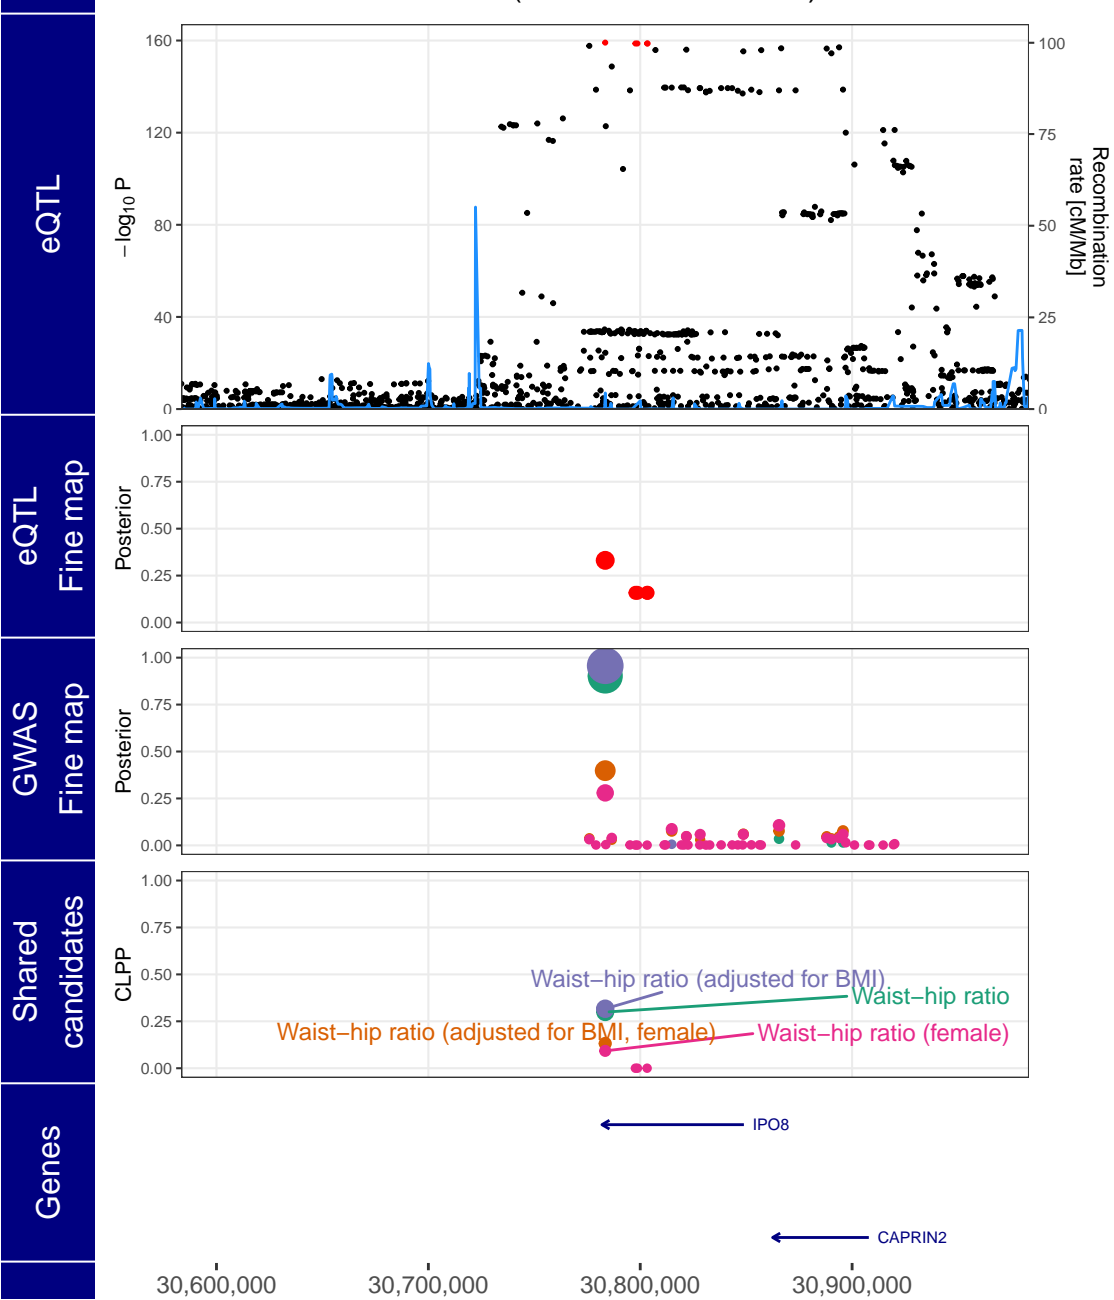 eQTL
−log10 P
160
120
80
40
0
100
75
50
25
0
Recombination
rate [cM/Mb]
eQTL
Fine map
Posterior
1.00
0.75
0.50
0.25
0.00
GWAS
Fine map
Posterior
1.00
0.75
0.50
0.25
0.00
Shared
candidates
CLPP
1.00
0.75
0.50
0.25
0.00
Waist−hip ratio (adjusted for BMI)
Waist−hip ratio
Waist−hip ratio (adjusted for BMI, female)
Waist−hip ratio (female)
Genes
IPO8
CAPRIN2
30,600,000
30,700,000
30,800,000
30,900,000